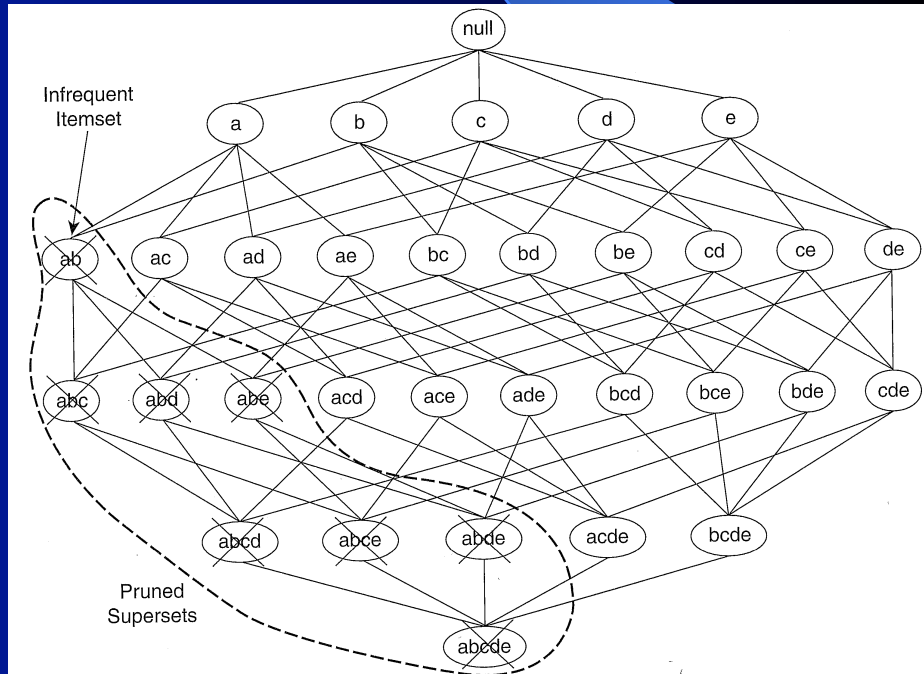 null
Infrequent
Itemset
a b c d e
ab ac ad ae bc bd be cd ce de
abc abd abe acd ace ade bcd bce bde cde
abcd abce abde acde bcde
Pruned
Supersets
abcde